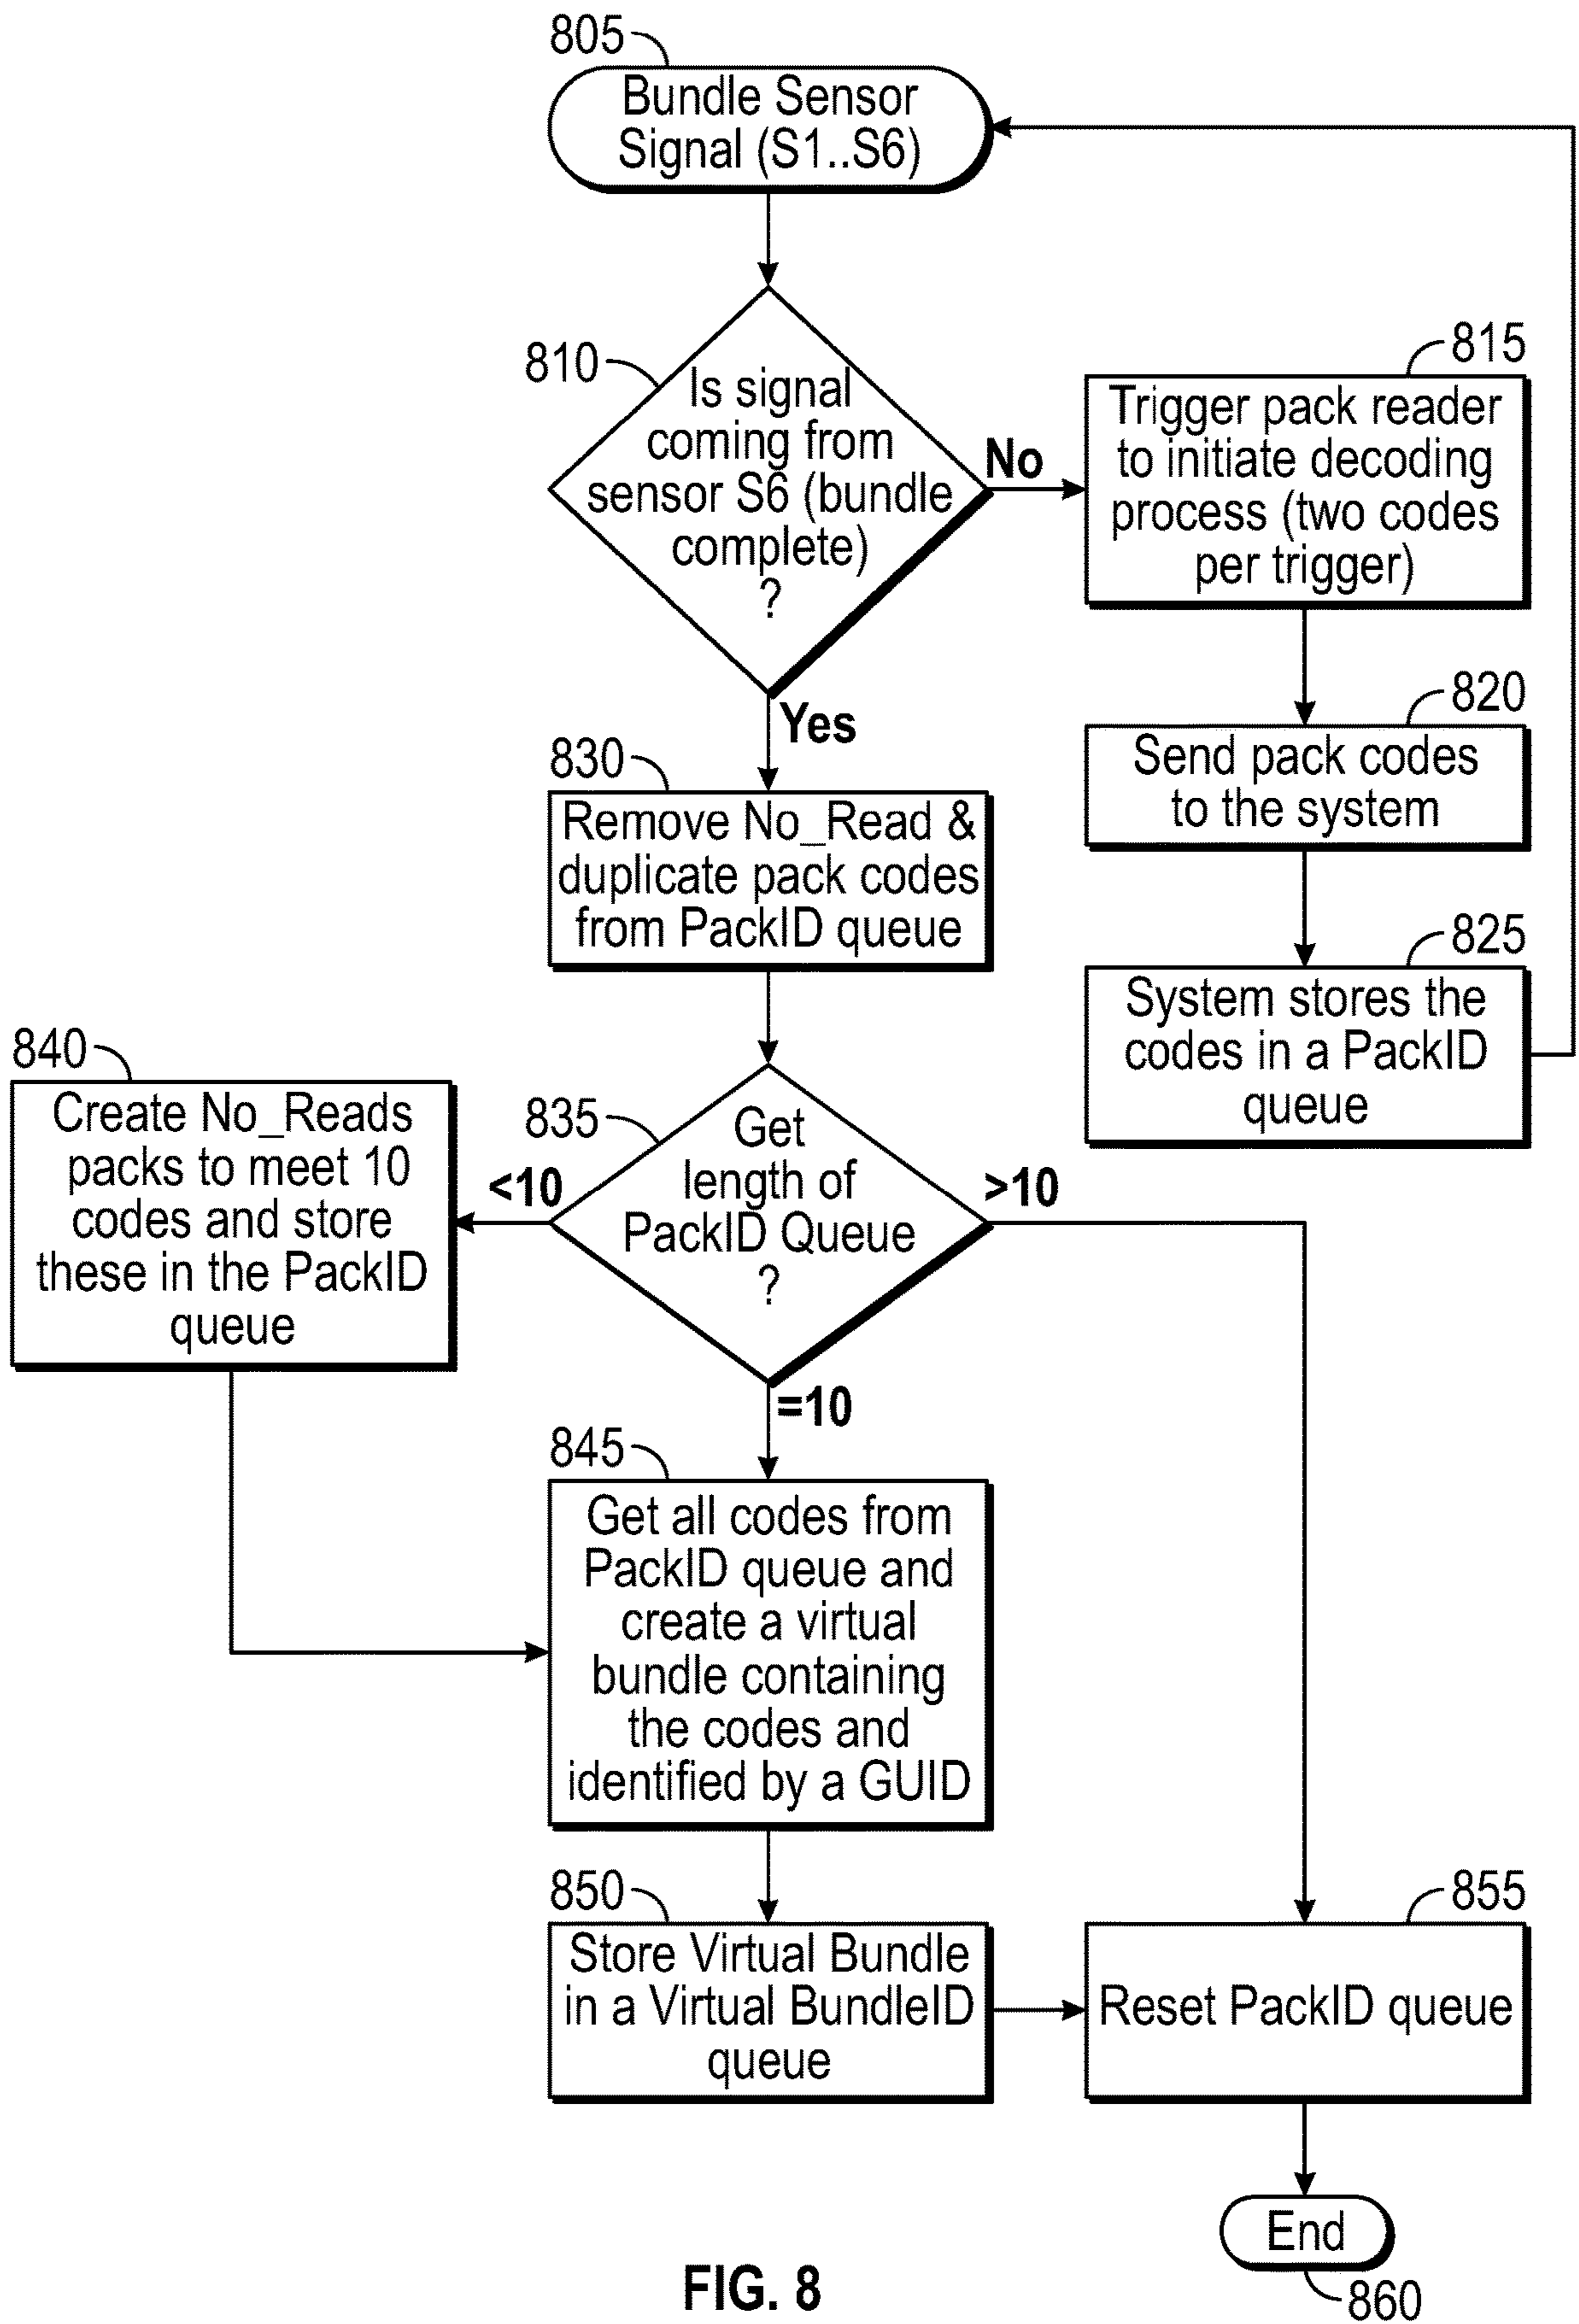 805
Bundle Sensor
Signal (S1..S6)
810
Is signal
coming from
sensor S6 (bundle
complete)
?
No
Yes
815
Trigger pack reader
to initiate decoding
process (two codes
per trigger)
820
Send pack codes
to the system
825
System stores the
codes in a PackID
queue
830
Remove No_Read &
duplicate pack codes
from PackID queue
835
Get
length of
PackID Queue
?
<10
>10
=10
840
Create No_Reads
packs to meet 10
codes and store
these in the PackID
queue
845
Get all codes from
PackID queue and
create a virtual
bundle containing
the codes and
identified by a GUID
850
Store Virtual Bundle
in a Virtual BundleID
queue
855
Reset PackID queue
End
860
FIG. 8